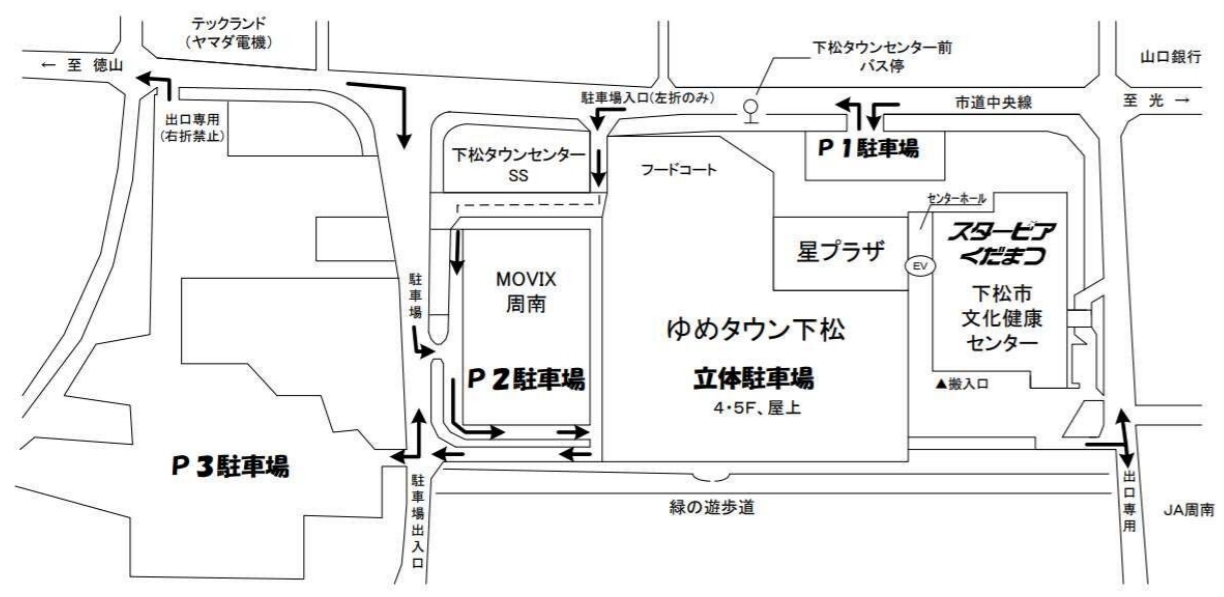 テックランド
(ヤマダ電機)
← 至 徳山
下松タウンセンター前
バス停
山口銀行
駐車場入口(左折のみ)
市道中央線
至 光 →
出口専用
(右折禁止)
P1駐車場
下松タウンセンター
SS
フードコート
センターホール
スターピア
くだまつ
星プラザ
EV
下松市
文化健康
センター
駐車場
MOVIX
周南
ゆめタウン下松
P2駐車場
立体駐車場
4・5F、屋上
▲搬入口
P3駐車場
駐車場出入口
緑の遊歩道
出口専用
JA周南